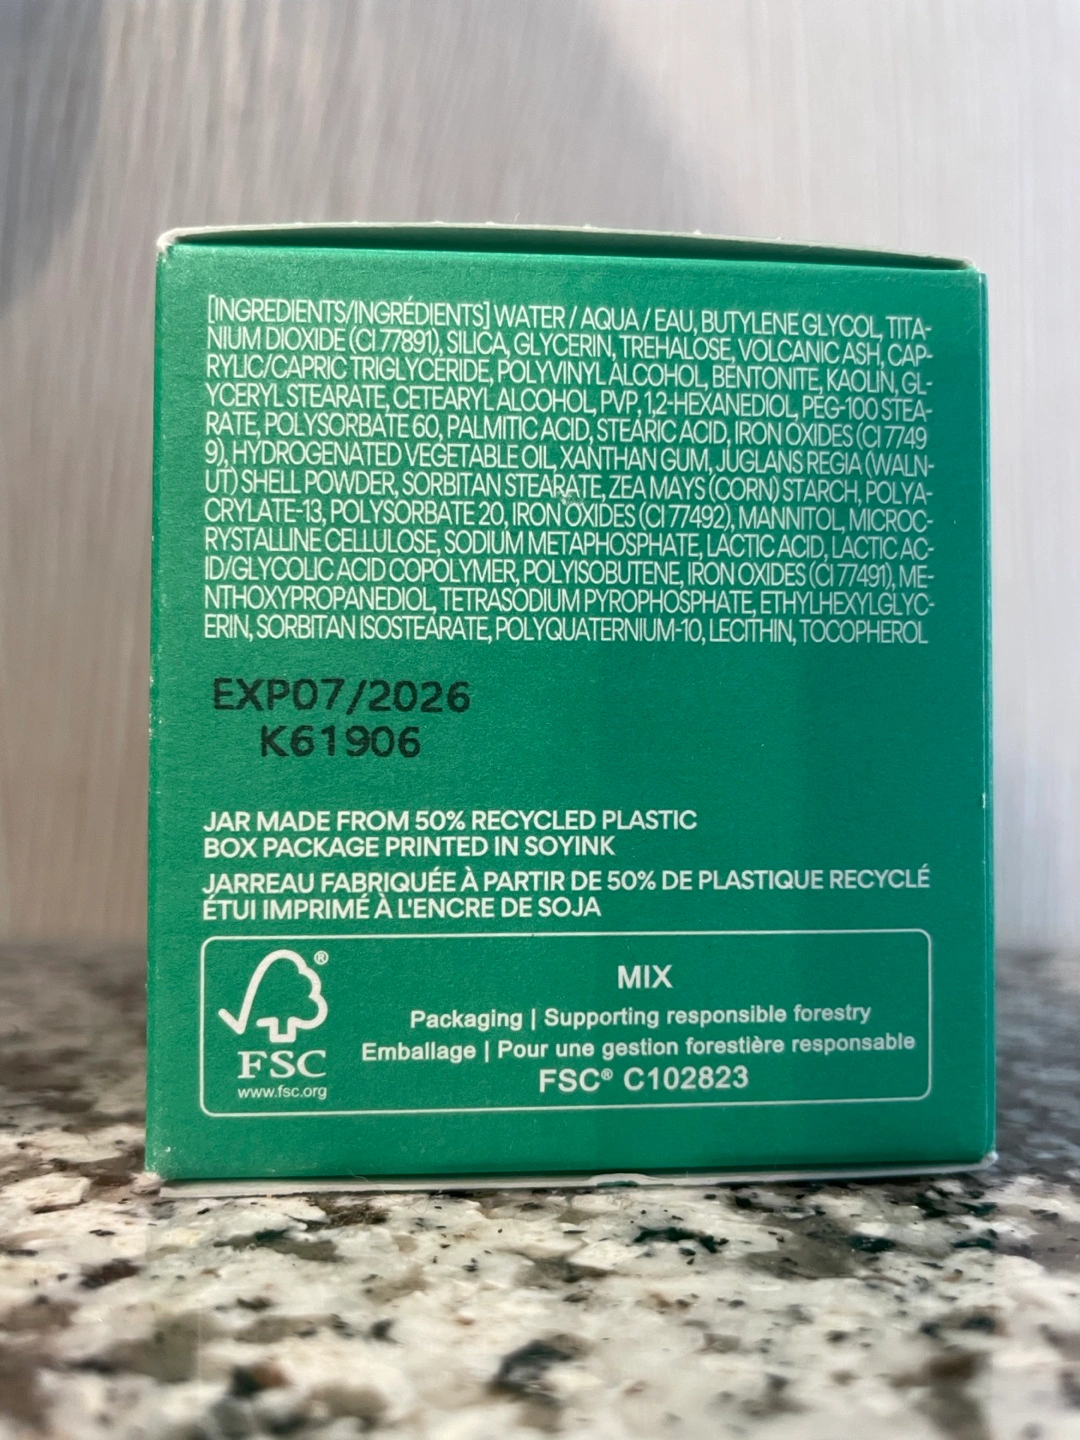 [INGREDIENTS/INGRÉDIENTS] WATER / AQUA / EAU, BUTYLENE GLYCOL, TITA-
NIUM DIOXIDE (CI 77891), SILICA, GLYCERIN, TREHALOSE, VOLCANIC ASH, CAP-
RYLIC/CAPRIC TRIGLYCERIDE, POLYVINYL ALCOHOL, BENTONITE, KAOLIN, GL-
YCERYL STEARATE, CETEARYL ALCOHOL, PVP, 1,2-HEXANEDIOL, PEG-100 STEA-
RATE, POLYSORBATE 60, PALMITIC ACID, STEARIC ACID, IRON OXIDES (CI 7749
9), HYDROGENATED VEGETABLE OIL, XANTHAN GUM, JUGLANS REGIA (WALN-
UT) SHELL POWDER, SORBITAN STEARATE, ZEA MAYS (CORN) STARCH, POLYA-
CRYLATE-13, POLYSORBATE 20, IRON OXIDES (CI 77492), MANNITOL, MICROC-
RYSTALLINE CELLULOSE, SODIUM METAPHOSPHATE, LACTIC ACID, LACTIC AC-
ID/GLYCOLIC ACID COPOLYMER, POLYISOBUTENE, IRON OXIDES (CI 77491), ME-
NTHOXYPROPANEDIOL, TETRASODIUM PYROPHOSPHATE, ETHYLHEXYLGLYC-
ERIN, SORBITAN ISOSTEARATE, POLYQUATERNIUM-10, LECITHIN, TOCOPHEROL
EXP07/2026
K61906
JAR MADE FROM 50% RECYCLED PLASTIC
BOX PACKAGE PRINTED IN SOYINK
JARREAU FABRIQUÉE À PARTIR DE 50% DE PLASTIQUE RECYCLÉ
ÉTUI IMPRIMÉ À L'ENCRE DE SOJA
®
FSC
www.fsc.org
MIX
Packaging | Supporting responsible forestry
Emballage | Pour une gestion forestière responsable
FSC® C102823